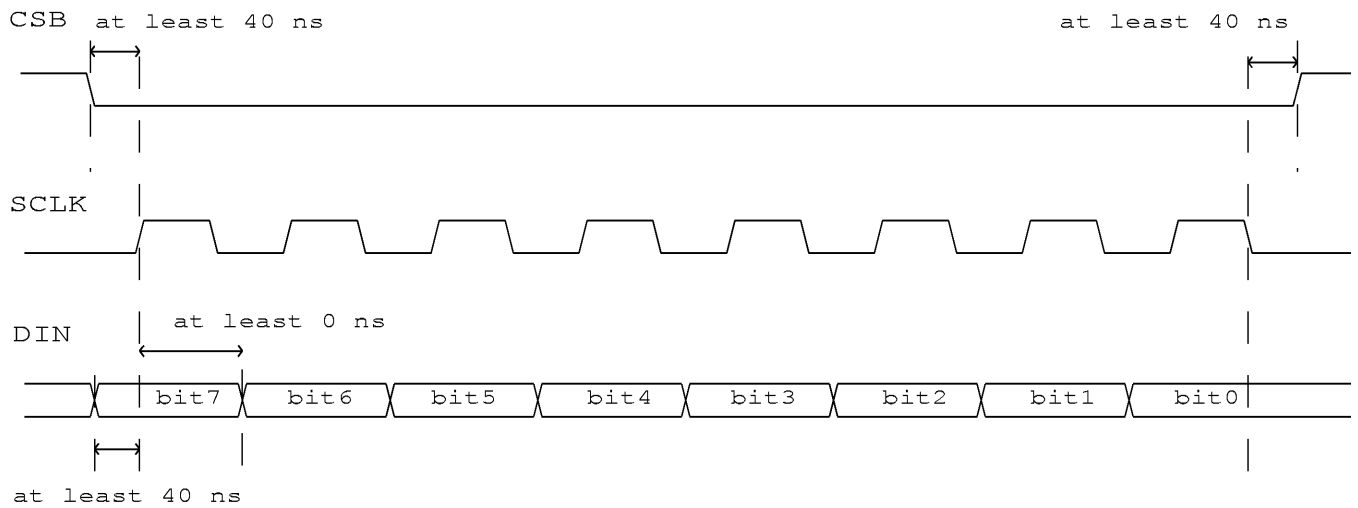 CSB at least 40 ns at least 40 ns
SCLK
at least 0 ns
DIN
bit7 bit6 bit5 bit4 bit3 bit2 bit1 bit0
at least 40 ns